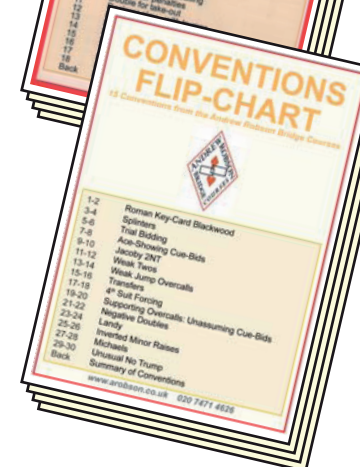 penalties
Double for take-out
12
13
14
15
16
17
18
Back
CONVENTIONS
FLIP-CHART
15 Conventions from the Andrew Robson Bridge Courses
1-2 Roman Key-Card Blackwood
3-4 Splinters
5-6 Trial Bidding
7-8 Ace-Showing Cue-Bids
9-10 Jacoby 2NT
11-12 Weak Twos
13-14 Weak Jump Overcalls
15-16 Transfers
17-18 4th Suit Forcing
19-20 Supporting Overcalls: Unassuming Cue-Bids
21-22 Negative Doubles
23-24 Landy
25-26 Inverted Minor Raises
27-28 Michaels
29-30 Unusual No Trump
Back Summary of Conventions
www.arobson.co.uk 020 7471 4626